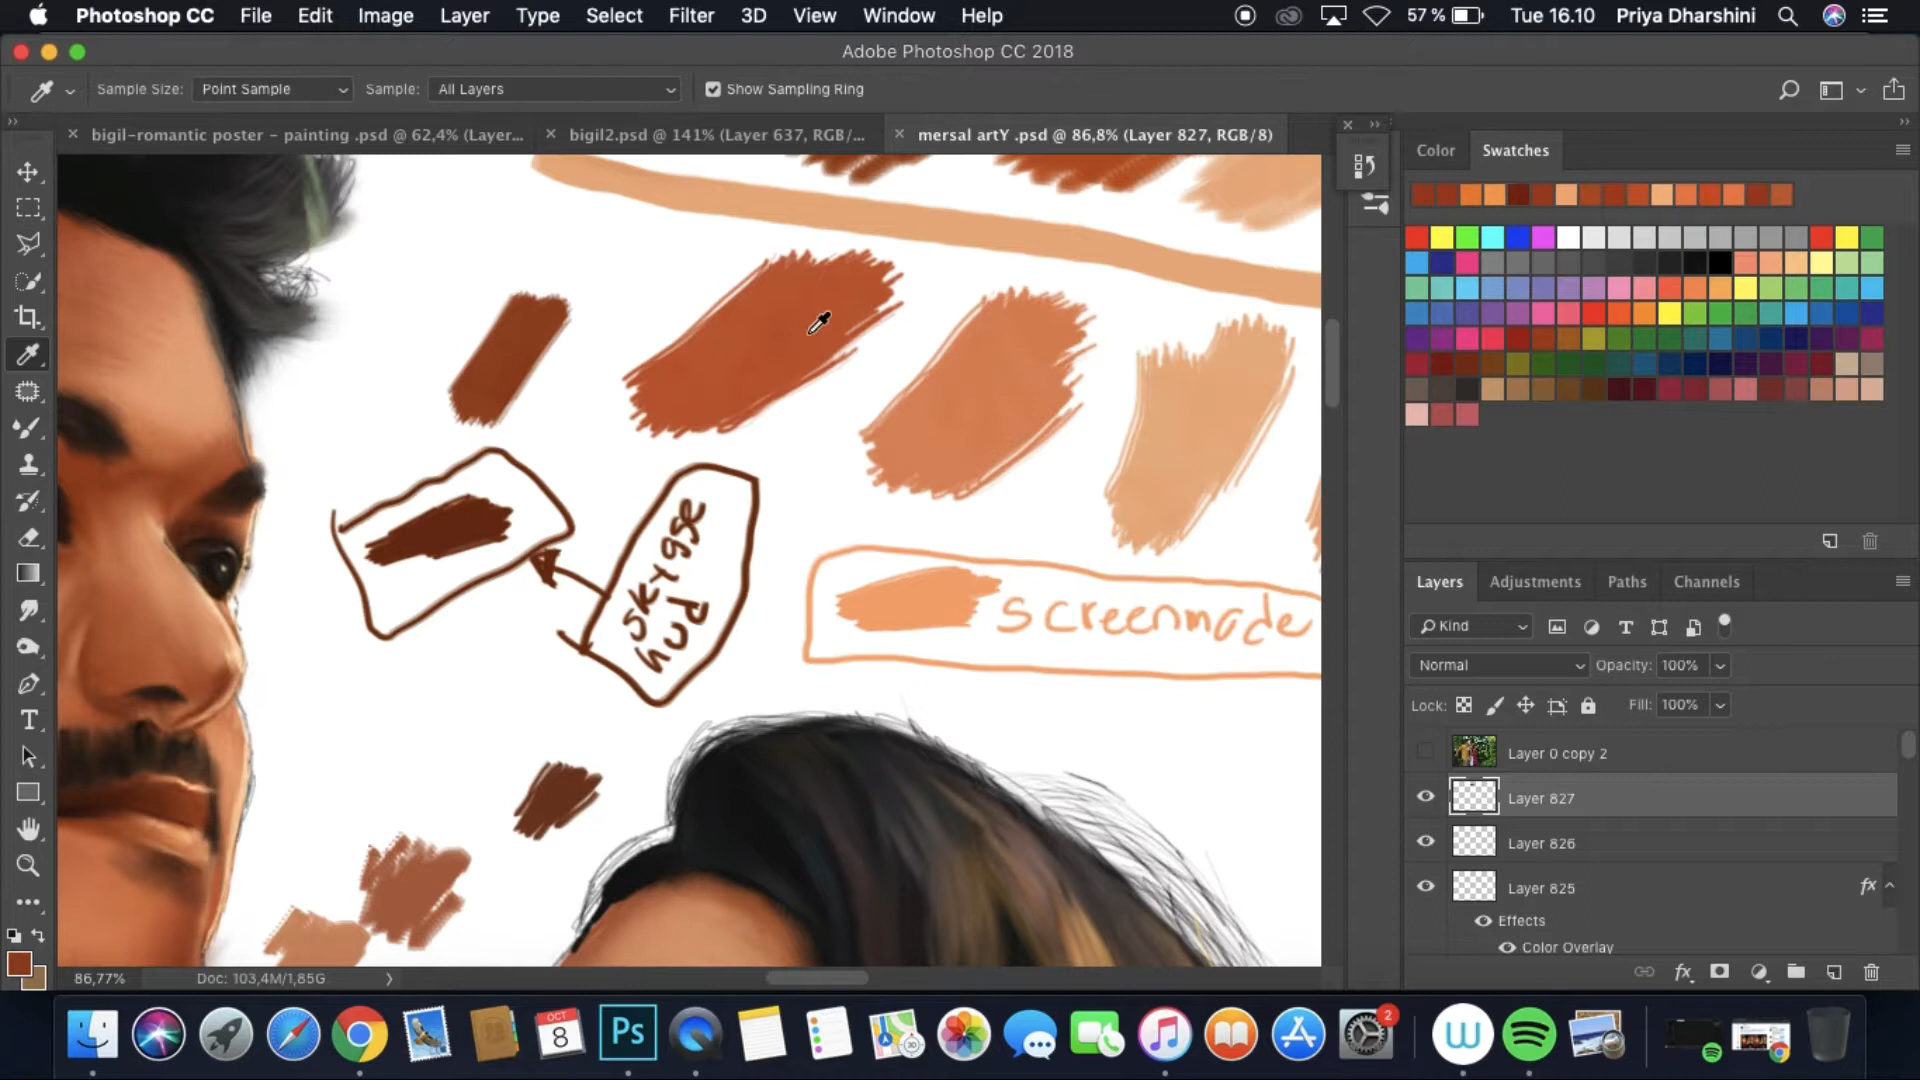 Photoshop CC File Edit Image Layer Type Select Filter 3D View Window Help 57 % Tue 16.10 Priya Dharshini
Adobe Photoshop CC 2018
Sample Size: Point Sample Sample: All Layers Show Sampling Ring
bigil-romantic poster - painting .psd @ 62,4% (Layer... bigil2.psd @ 141% (Layer 637, RGB/... mersal artY .psd @ 86,8% (Layer 827, RGB/8)
Color Swatches
screenmade
Layers Adjustments Paths Channels
Kind
Normal Opacity: 100%
Lock: Fill: 100%
Layer 0 copy 2
Layer 827
Layer 826
Layer 825 fx
Effects
Color Overlay
86,77% Doc: 103,4M/1,85G
fx
OCT
8
Ps
2